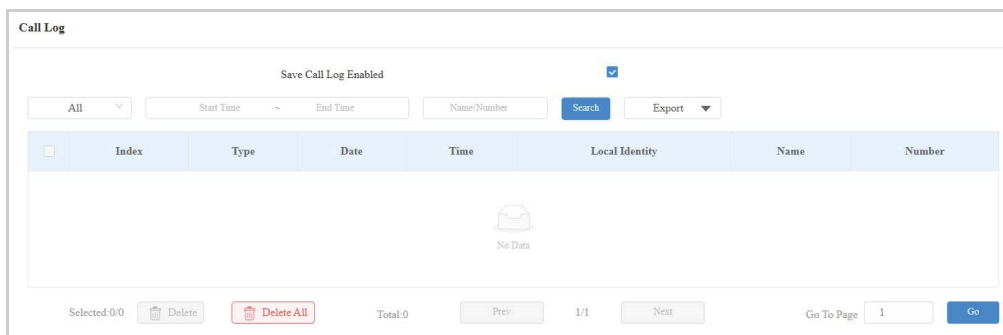 Call Log
Save Call Log Enabled
All Start Time ~ End Time Name/Number Search Export
Index Type Date Time Local Identity Name Number
No Data
Selected:0/0 Delete Delete All Total:0 Prev 1/1 Next Go To Page 1 Go